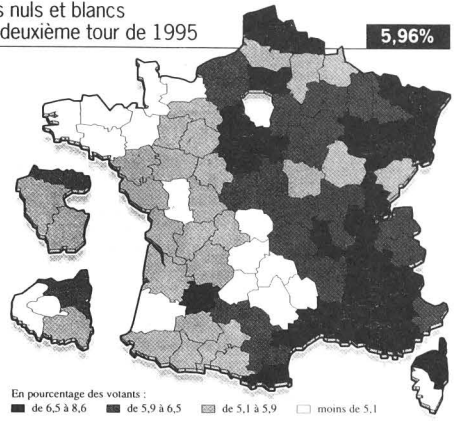 s nuls et blancs
deuxième tour de 1995
5,96%
En pourcentage des votants :
de 6,5 à 8,6 de 5,9 à 6,5 de 5,1 à 5,9 moins de 5,1